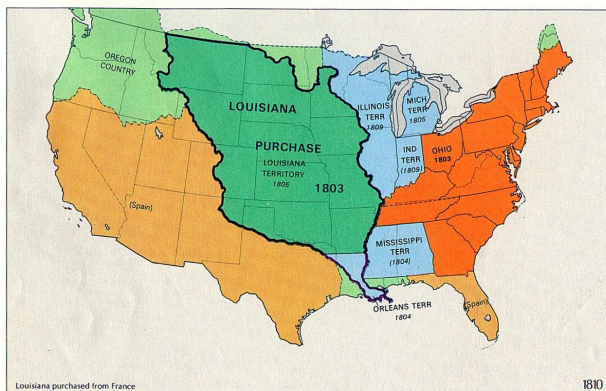 OREGON
COUNTRY
LOUISIANA
PURCHASE
LOUISIANA
TERRITORY
1805
1803
ILLINOIS
TERR
1809
MICH
TERR
1805
IND
TERR
(1809)
OHIO
1803
(Spain)
MISSISSIPPI
TERR
(1804)
ORLEANS TERR
1804
(Spain)
Louisiana purchased from France
1810